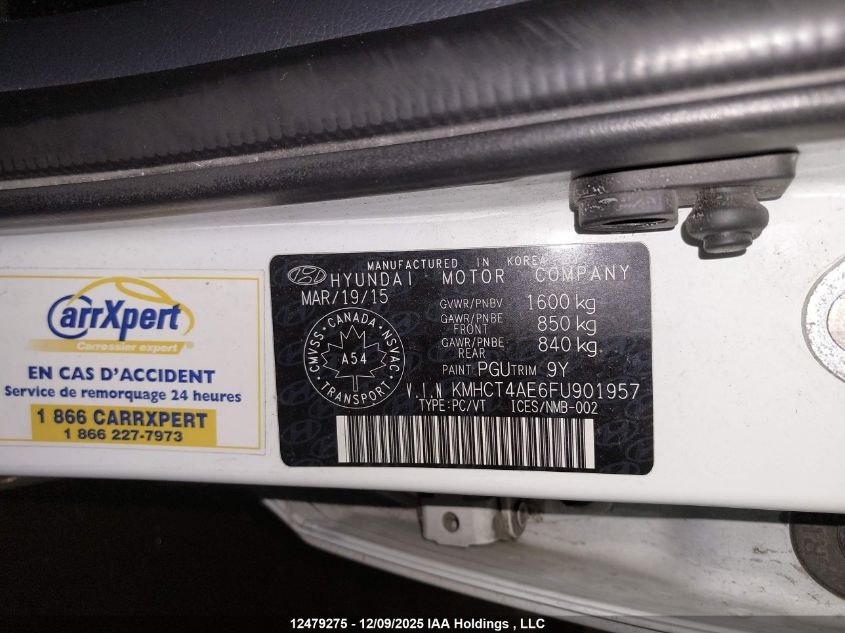 carrXpert
Carrossier expert
EN CAS D'ACCIDENT
Service de remorquage 24 heures
1 866 CARRXPERT
1 866 227-7973
MANUFACTURED IN KOREA BY
HYUNDAI MOTOR COMPANY
MAR/19/15
GVWR/PNBV 1600 kg
GAWR/PNBE FRONT 850 kg
GAWR/PNBE REAR 840 kg
CANADA · NSVAC · TRANSPORT · CMVSS ·
A54
PAINT PGU TRIM 9Y
V.I.N KMHCT4AE6FU901957
TYPE:PC/VT ICES/NMB-002
12479275 - 12/09/2025 IAA Holdings , LLC